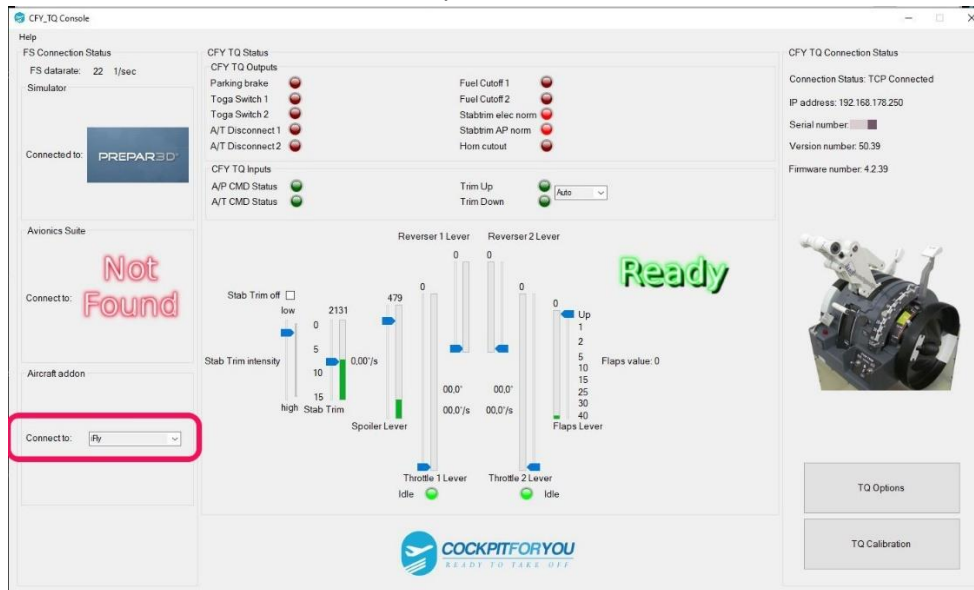 CFY_TQ Console
Help
FS Connection Status
FS datarate: 22 1/sec
Simulator
Connected to:
PREPAR3D
Avionics Suite
Not
Found
Connect to:
Aircraft addon
Connect to: iFly
CFY TQ Status
CFY TQ Outputs
Parking brake
Toga Switch 1
Toga Switch 2
A/T Disconnect 1
A/T Disconnect 2
Fuel Cutoff 1
Fuel Cutoff 2
Stabtrim elec norm
Stabtrim AP norm
Horn cutout
CFY TQ Inputs
A/P CMD Status
A/T CMD Status
Trim Up
Trim Down
Auto
Reverser 1 Lever
Reverser 2 Lever
0 0
Ready
Stab Trim off
low
2131
0
5
10
15
high
Stab Trim intensity
0,00°/s
Stab Trim
479
Spoiler Lever
0
00,0°
00,0°/s
Throttle 1 Lever
Idle
0
00,0°
00,0°/s
Throttle 2 Lever
Idle
0
Up
1
2
5
10
15
25
30
40
Flaps Lever
Flaps value: 0
COCKPITFORYOU
READY TO TAKE OFF
CFY TQ Connection Status
Connection Status: TCP Connected
IP address: 192.168.178.250
Serial number:
Version number: 50.39
Firmware number: 4.2.39
TQ Options
TQ Calibration